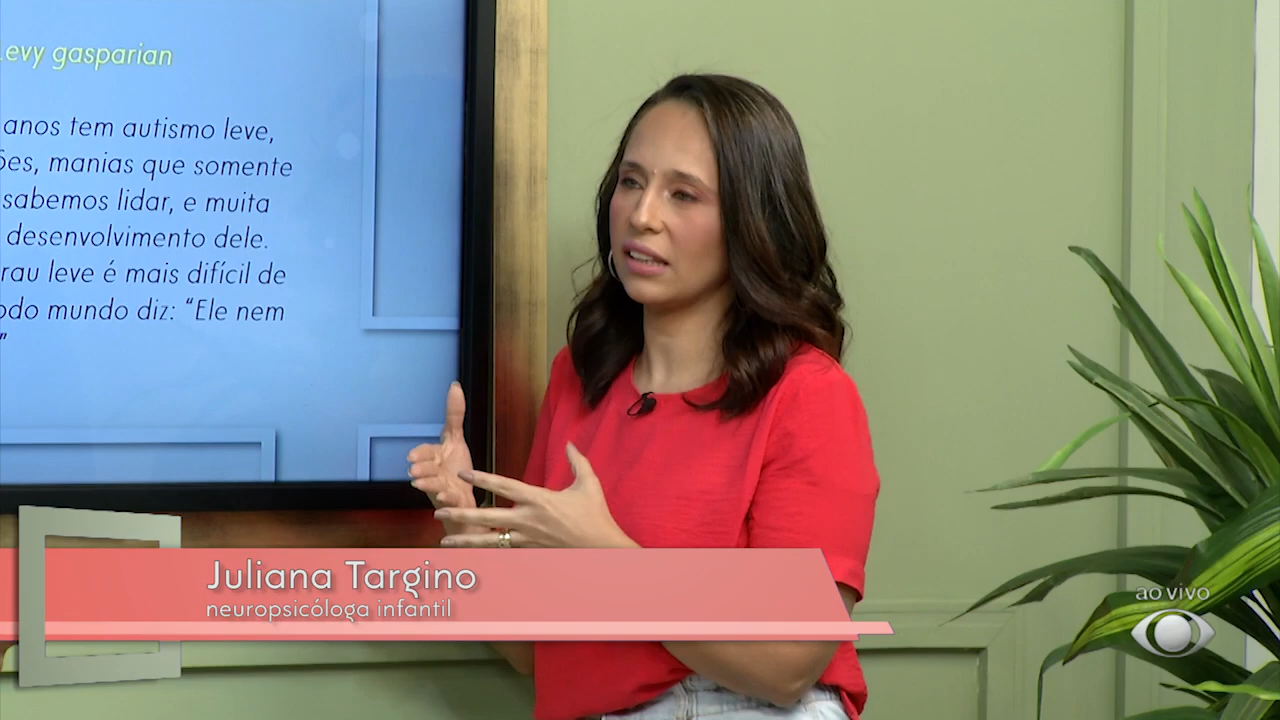 Levy gasparian
anos tem autismo leve,
ões, manias que somente
sabemos lidar, e muita
desenvolvimento dele.
rau leve é mais difícil de
odo mundo diz: “Ele nem
”
Juliana Targino
neuropsicóloga infantil
ao vivo